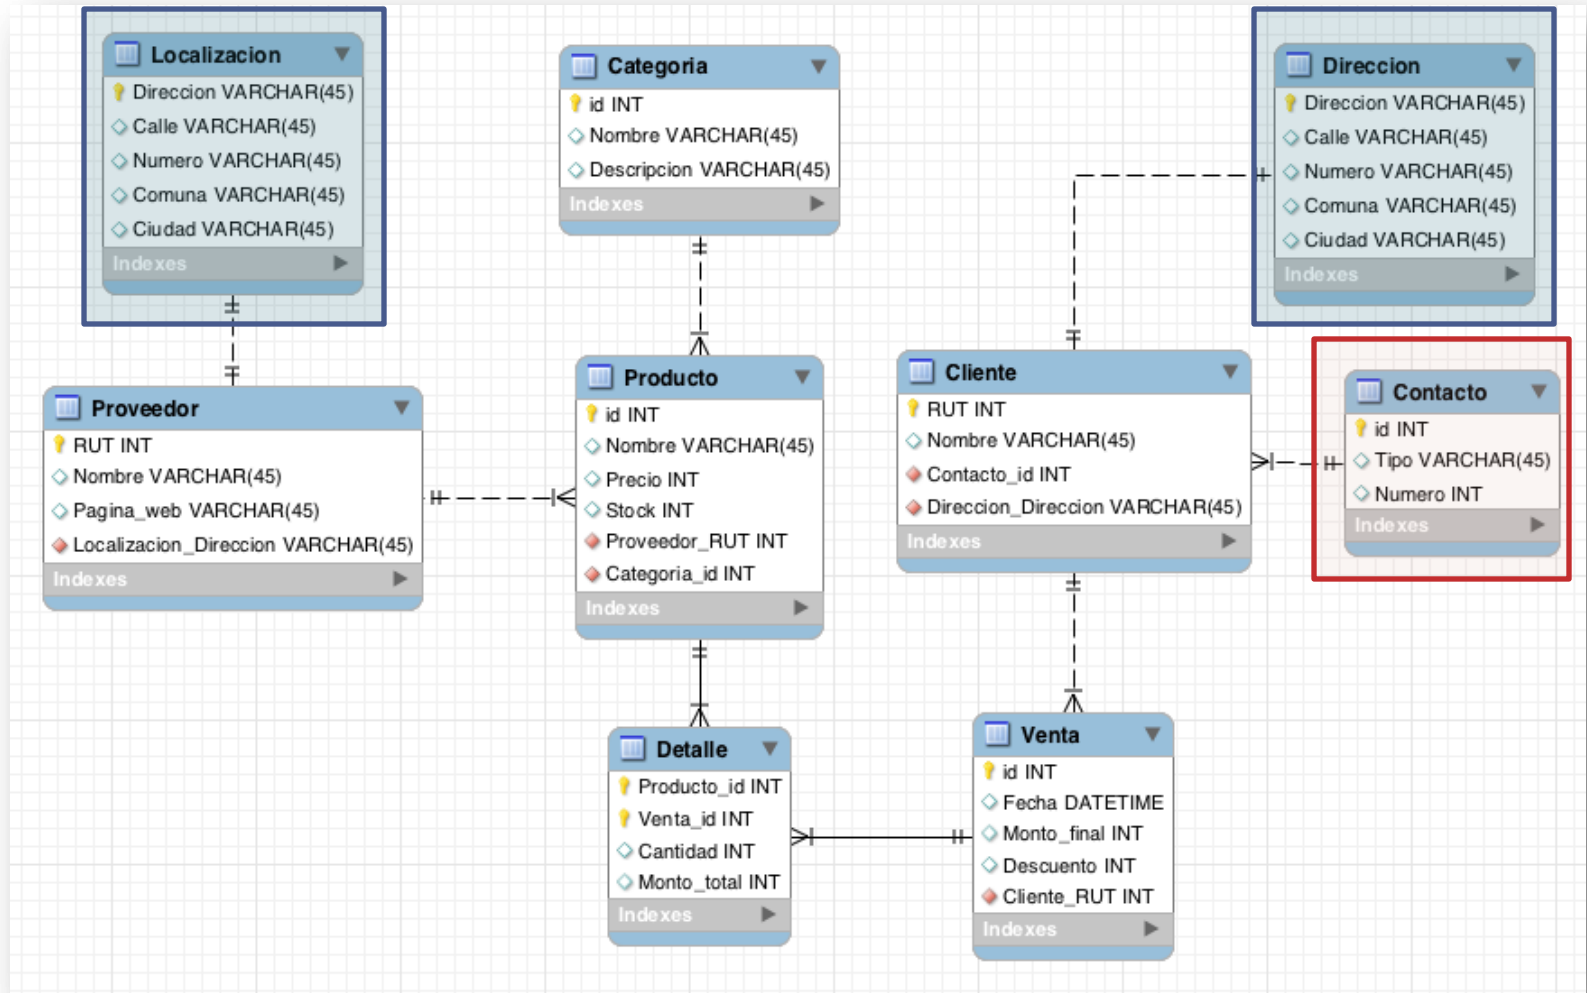 Localizacion
Direccion VARCHAR(45)
Calle VARCHAR(45)
Numero VARCHAR(45)
Comuna VARCHAR(45)
Ciudad VARCHAR(45)
Indexes
Categoria
id INT
Nombre VARCHAR(45)
Descripcion VARCHAR(45)
Indexes
Direccion
Direccion VARCHAR(45)
Calle VARCHAR(45)
Numero VARCHAR(45)
Comuna VARCHAR(45)
Ciudad VARCHAR(45)
Indexes
Proveedor
RUT INT
Nombre VARCHAR(45)
Pagina_web VARCHAR(45)
Localizacion_Direccion VARCHAR(45)
Indexes
Producto
id INT
Nombre VARCHAR(45)
Precio INT
Stock INT
Proveedor_RUT INT
Categoria_id INT
Indexes
Cliente
RUT INT
Nombre VARCHAR(45)
Contacto_id INT
Direccion_Direccion VARCHAR(45)
Indexes
Contacto
id INT
Tipo VARCHAR(45)
Numero INT
Indexes
Detalle
Producto_id INT
Venta_id INT
Cantidad INT
Monto_total INT
Indexes
Venta
id INT
Fecha DATETIME
Monto_final INT
Descuento INT
Cliente_RUT INT
Indexes